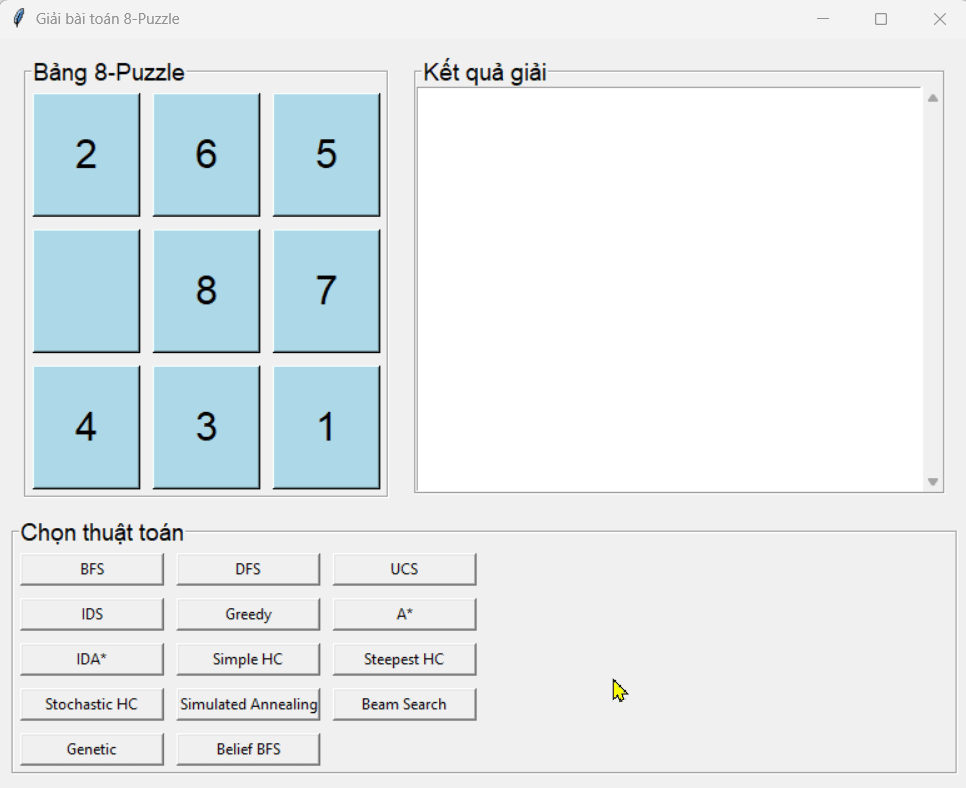 Giải bài toán 8-Puzzle
Bảng 8-Puzzle
2 6 5
8 7
4 3 1
Kết quả giải
Chọn thuật toán
BFS DFS UCS
IDS Greedy A*
IDA* Simple HC Steepest HC
Stochastic HC Simulated Annealing Beam Search
Genetic Belief BFS